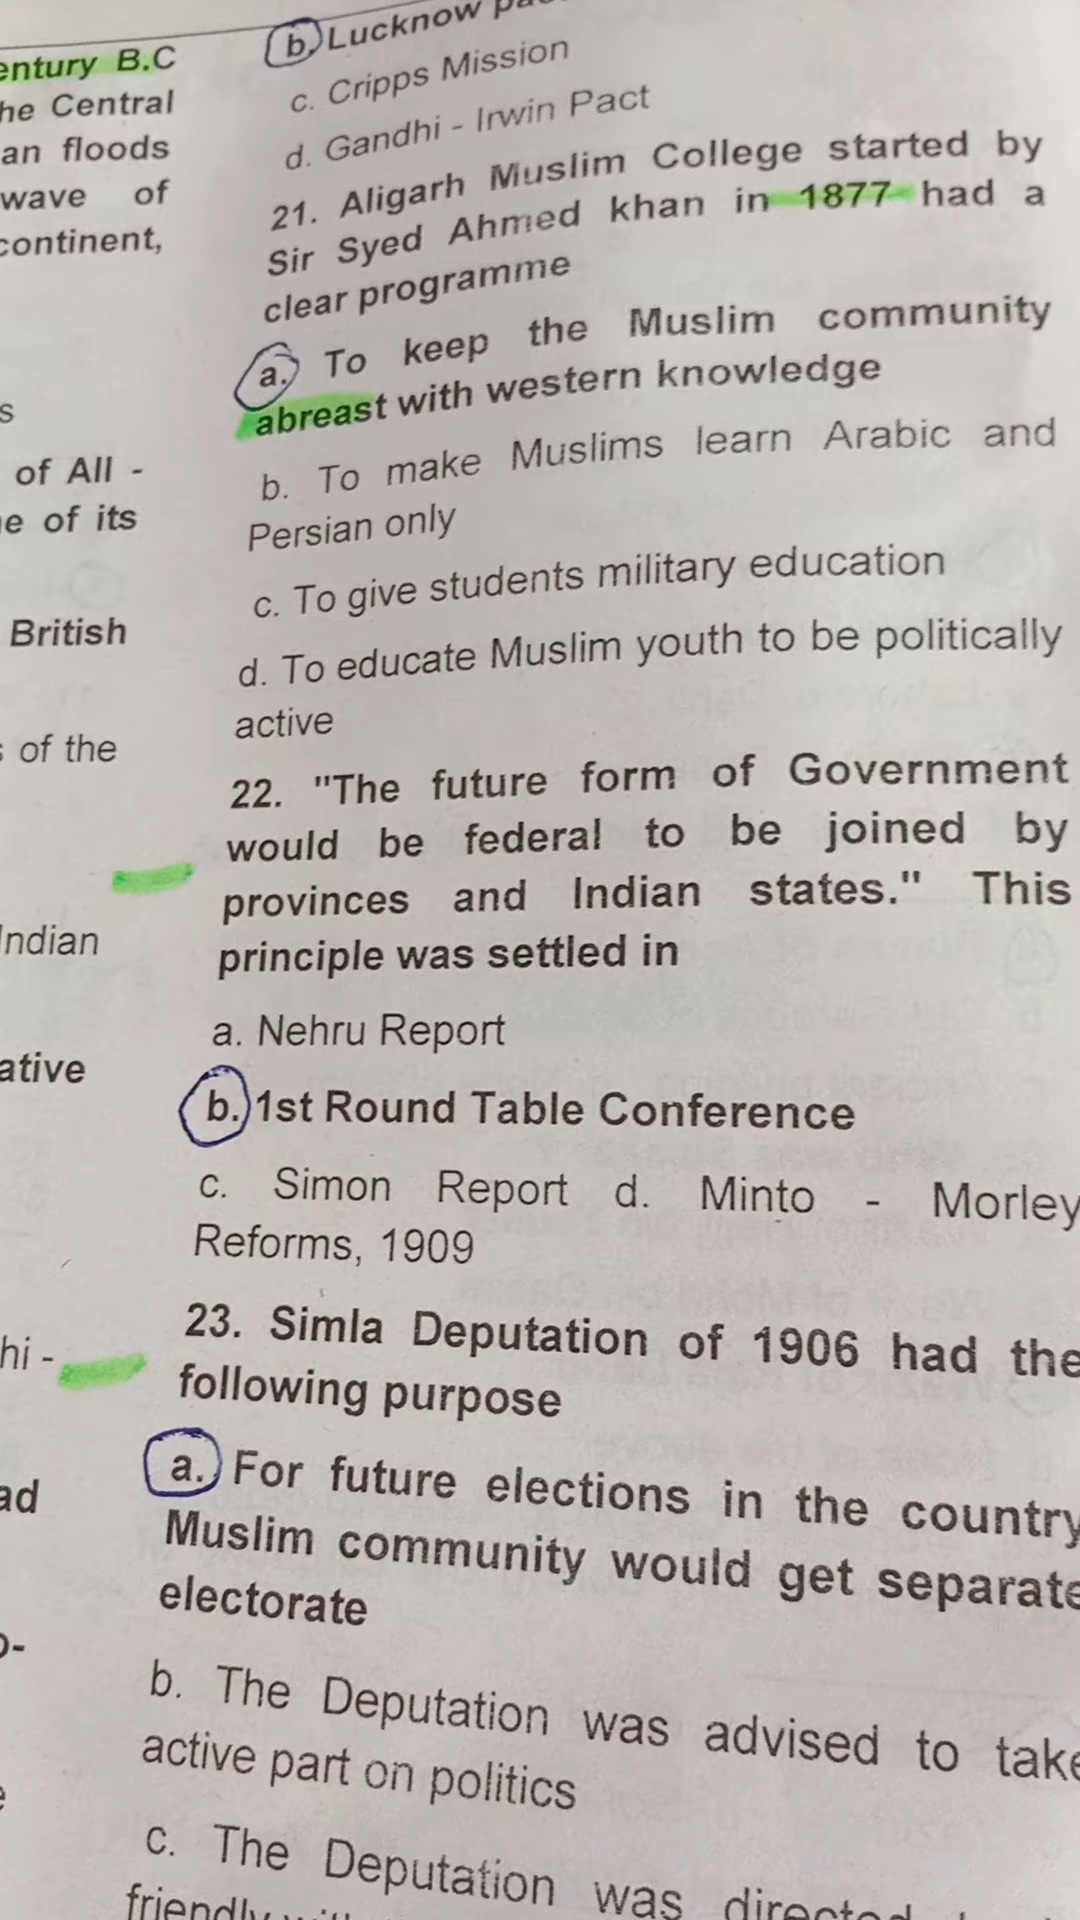 entury B.C
he Central
an floods
wave of
continent,
s
of All -
e of its
British
of the
Indian
ative
hi -
ad
b. Lucknow
c. Cripps Mission
d. Gandhi - Irwin Pact
21. Aligarh Muslim College started by
Sir Syed Ahmed khan in 1877 had a
clear programme
a. To keep the Muslim community
abreast with western knowledge
b. To make Muslims learn Arabic and
Persian only
c. To give students military education
d. To educate Muslim youth to be politically
active
22. "The future form of Government
would be federal to be joined by
provinces and Indian states." This
principle was settled in
a. Nehru Report
b. 1st Round Table Conference
c. Simon Report d. Minto - Morley
Reforms, 1909
23. Simla Deputation of 1906 had the
following purpose
a. For future elections in the country
Muslim community would get separate
electorate
b. The Deputation was advised to take
active part on politics
c. The Deputation was directed
friendly